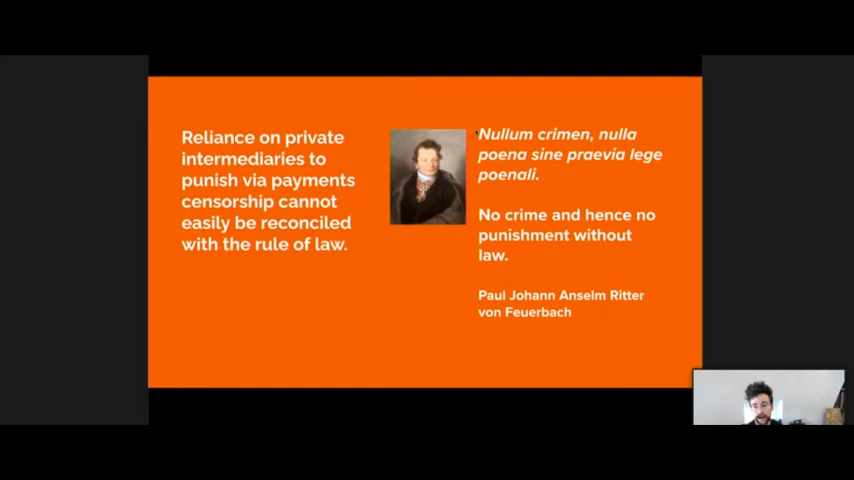 Reliance on private
intermediaries to
punish via payments
censorship cannot
easily be reconciled
with the rule of law.
Nullum crimen, nulla
poena sine praevia lege
poenali.
No crime and hence no
punishment without
law.
Paul Johann Anselm Ritter
von Feuerbach